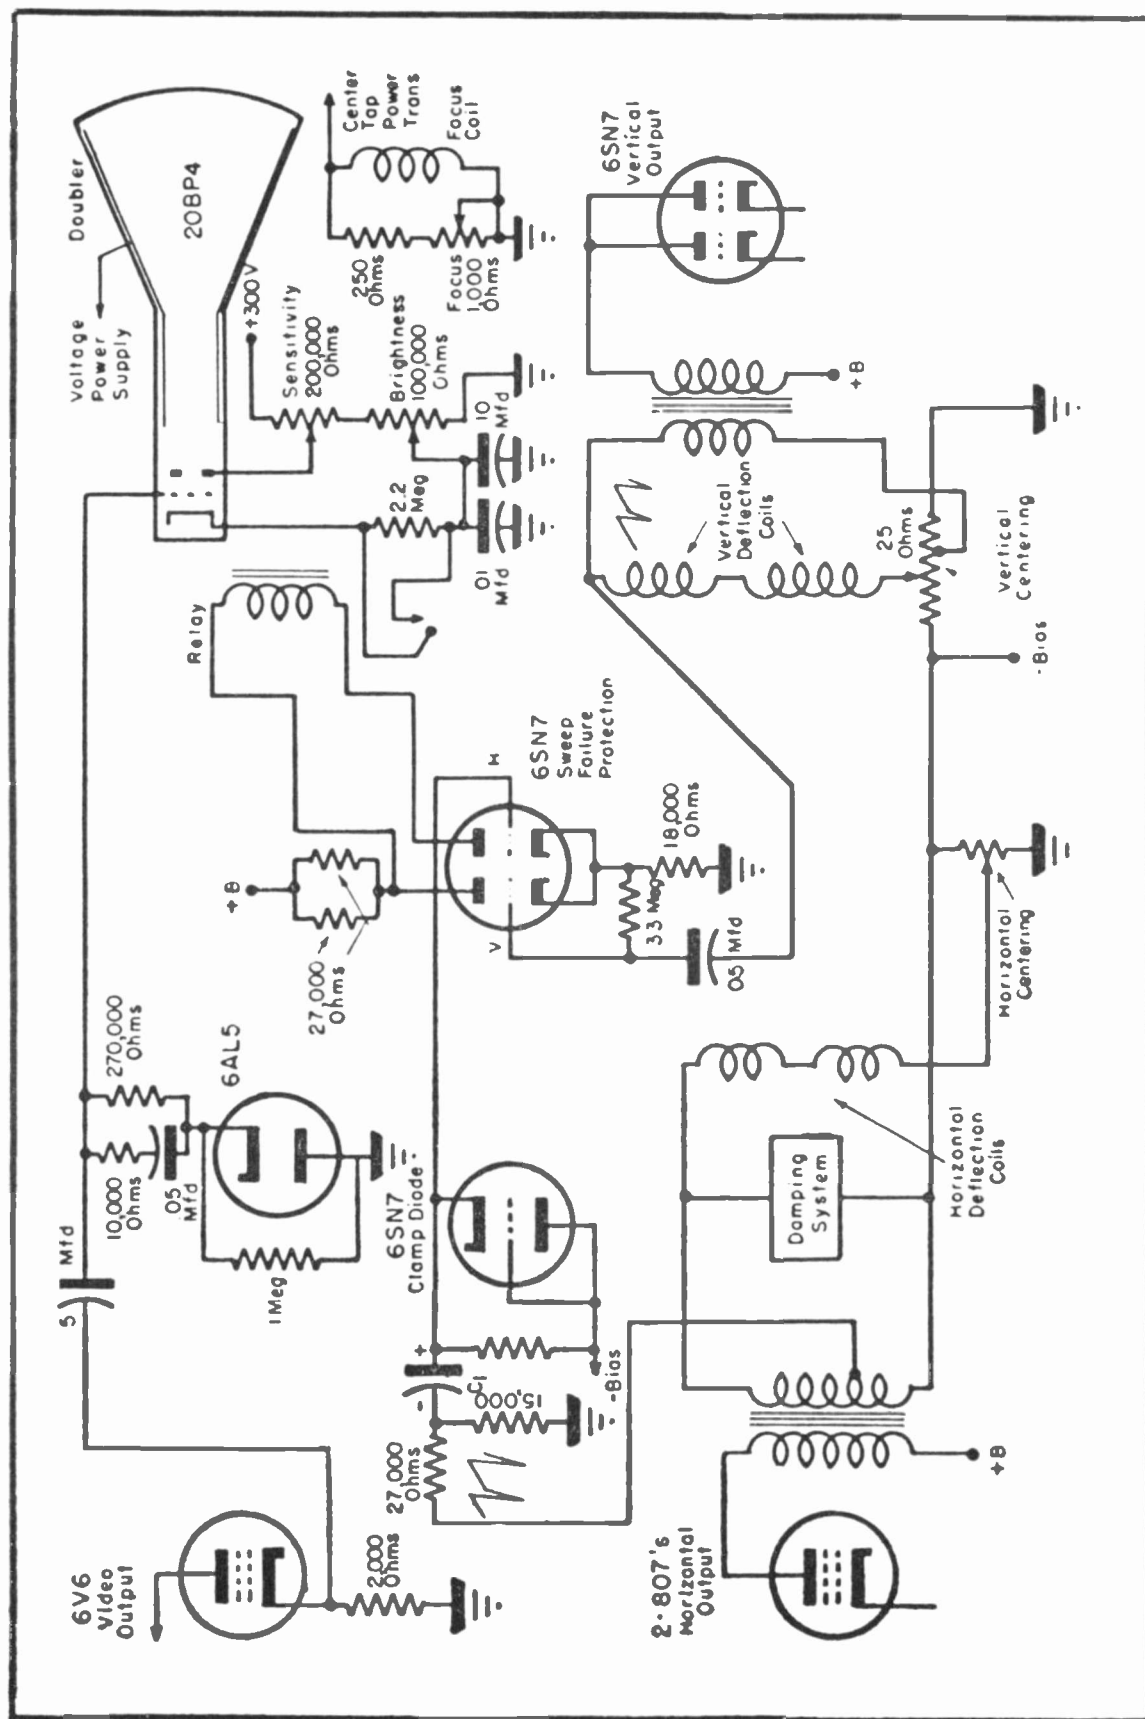 Voltage
Power
Supply
Doubler
20BP4
+300V
Sensitivity
200,000
Ohms
Brightness
100,000
Ohms
10
Mfd
2.2
Meg
01
Mfd
Center
Tap
Power
Trans
Focus
Coil
250
Ohms
Focus
1,000
Ohms
Relay
+B
27,000
Ohms
270,000
Ohms
10,000
Ohms
.05
Mfd
6AL5
1 Meg
5 Mfd
6V6
Video
Output
2,000
Ohms
6SN7
Clamp Diode
+
-
C1
15,000
27,000
Ohms
-Bias
H
V
6SN7
Sweep
Failure
Protection
18,000
Ohms
3.3 Meg
05 Mfd
6SN7
Vertical
Output
+B
Vertical
Deflection
Coils
25
Ohms
Vertical
Centering
-Bias
Horizontal
Centering
Horizontal
Deflection
Coils
Damping
System
2-807's
Horizontal
Output
+B